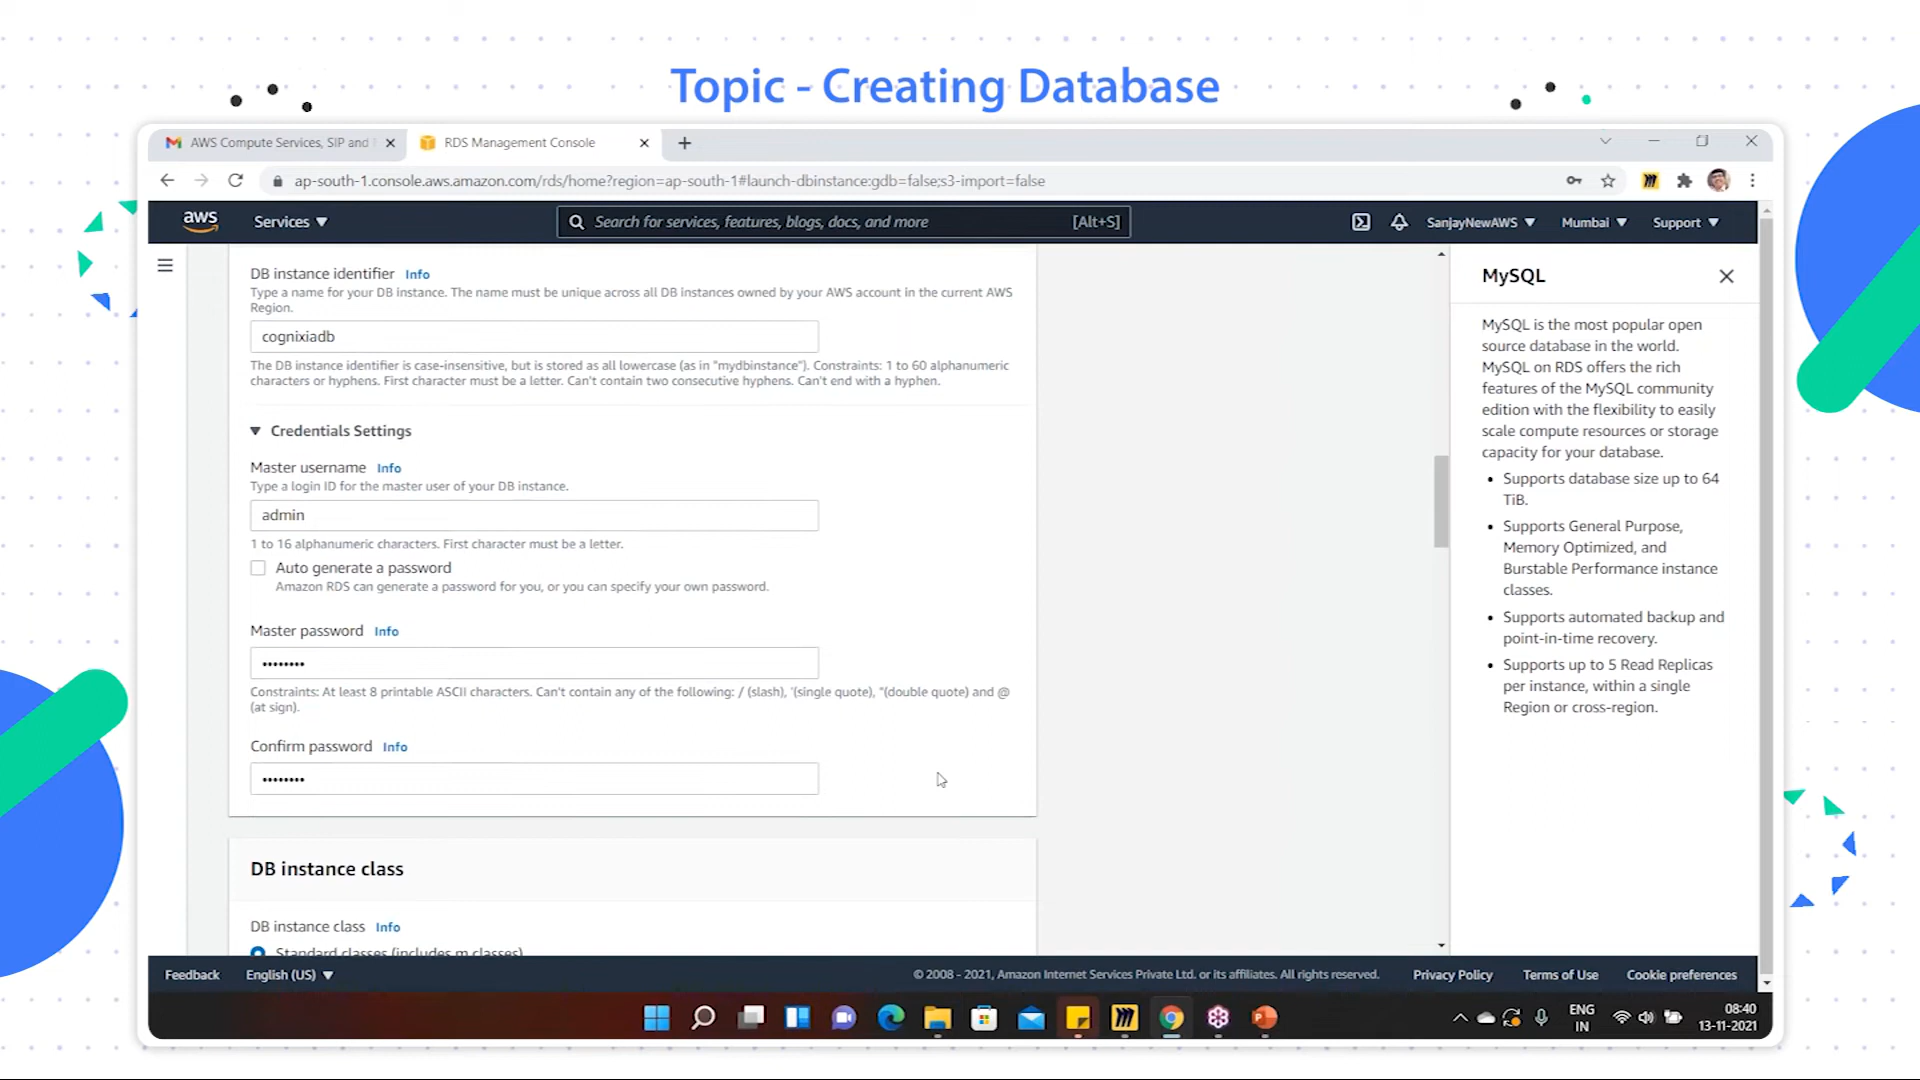 Topic - Creating Database
AWS Compute Services, SIP and
RDS Management Console
ap-south-1.console.aws.amazon.com/rds/home?region=ap-south-1#launch-dbinstance:gdb=false;s3-import=false
aws
Services
Search for services, features, blogs, docs, and more
[Alt+S]
SanjayNewAWS
Mumbai
Support
DB instance identifier Info
Type a name for your DB instance. The name must be unique across all DB instances owned by your AWS account in the current AWS
Region.
cognixiadb
The DB instance identifier is case-insensitive, but is stored as all lowercase (as in "mydbinstance"). Constraints: 1 to 60 alphanumeric
characters or hyphens. First character must be a letter. Can't contain two consecutive hyphens. Can't end with a hyphen.
Credentials Settings
Master username Info
Type a login ID for the master user of your DB instance.
admin
1 to 16 alphanumeric characters. First character must be a letter.
Auto generate a password
Amazon RDS can generate a password for you, or you can specify your own password.
Master password Info
••••••••
Constraints: At least 8 printable ASCII characters. Can't contain any of the following: / (slash), '(single quote), "(double quote) and @
(at sign).
Confirm password Info
••••••••
DB instance class
DB instance class Info
Standard classes (includes m classes)
MySQL
MySQL is the most popular open
source database in the world.
MySQL on RDS offers the rich
features of the MySQL community
edition with the flexibility to easily
scale compute resources or storage
capacity for your database.
• Supports database size up to 64
TiB.
• Supports General Purpose,
Memory Optimized, and
Burstable Performance instance
classes.
• Supports automated backup and
point-in-time recovery.
• Supports up to 5 Read Replicas
per instance, within a single
Region or cross-region.
Feedback
English (US)
© 2008 - 2021, Amazon Internet Services Private Ltd. or its affiliates. All rights reserved.
Privacy Policy
Terms of Use
Cookie preferences
ENG
IN
08:40
13-11-2021